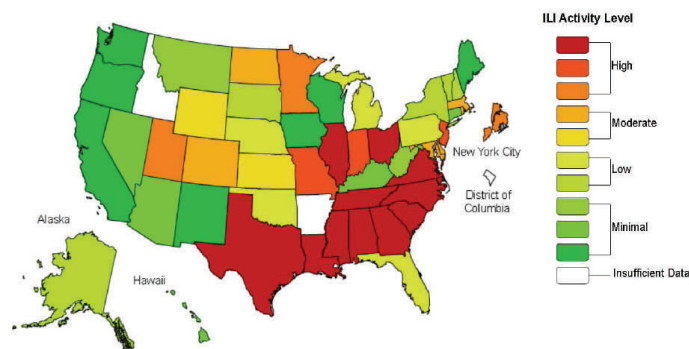 ILI Activity Level
High
Moderate
Low
Minimal
Insufficient Data
New York City
District of
Columbia
Alaska
Hawaii